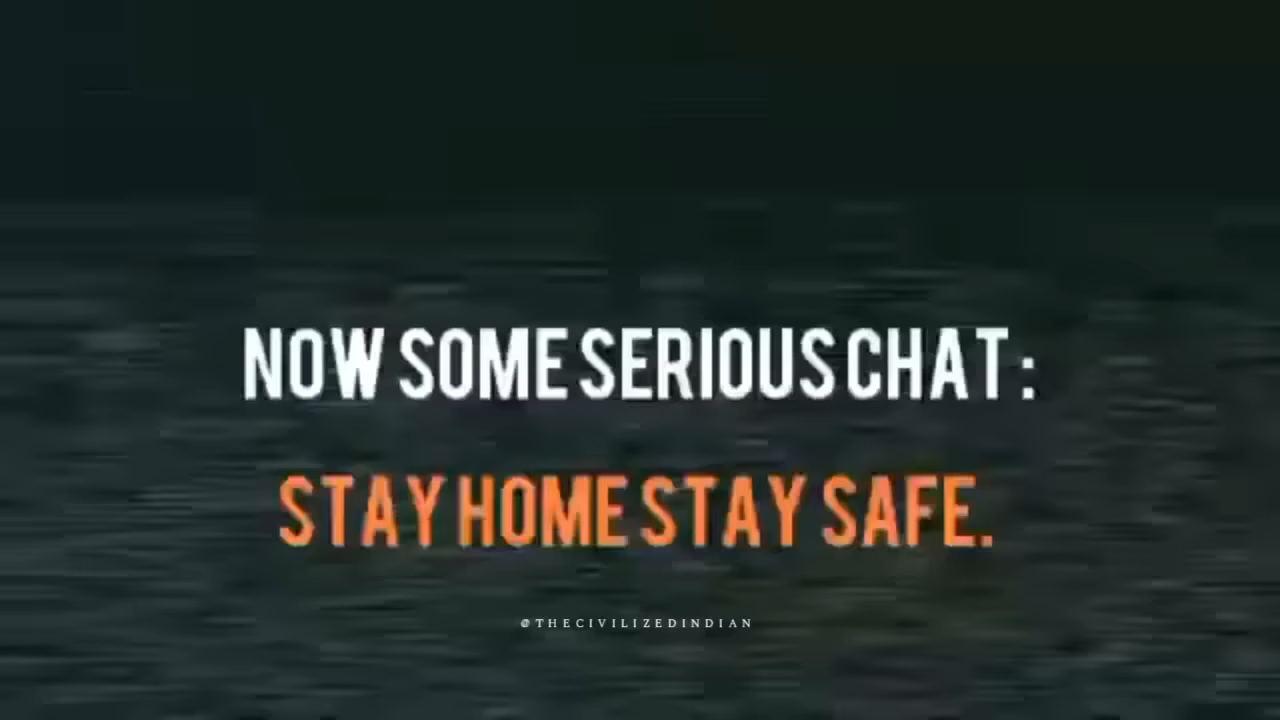 NOW SOME SERIOUS CHAT :
STAY HOME STAY SAFE.
@THECIVILIZEDINDIAN